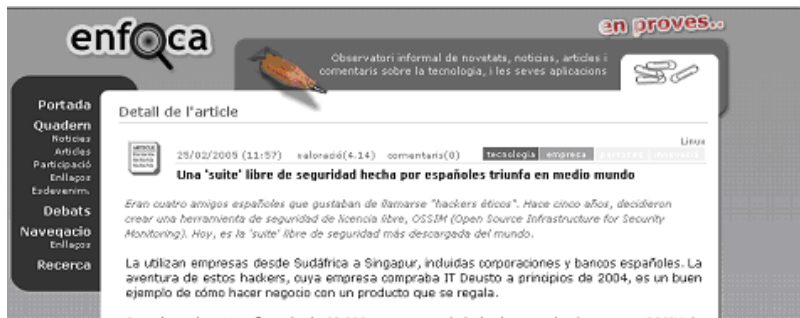 enfoca
en proves..
Observatori informal de novetats, noticies, articles i
comentaris sobre la tecnologia, i les seves aplicacions
Portada
Quadern
Noticies
Articles
Participació
Enllaços
Esdevenim.
Debats
Navegacio
Enllaços
Recerca
Detall de l'article
Linux
25/02/2005 (11:57) valoració(4.14) comentaris(0) tecnologia empresa
Una 'suite' libre de seguridad hecha por españoles triunfa en medio mundo
Eran cuatro amigos españoles que gustaban de llamarse "hackers éticos". Hace cinco años, decidieron
crear una herramienta de seguridad de licencia libre, OSSIM (Open Source Infrastructure for Security
Monitoring). Hoy, es la 'suite' libre de seguridad más descargada del mundo.
La utilizan empresas desde Sudáfrica a Singapur, incluidas corporaciones y bancos españoles. La
aventura de estos hackers, cuya empresa compraba IT Deusto a principios de 2004, es un buen
ejemplo de cómo hacer negocio con un producto que se regala.